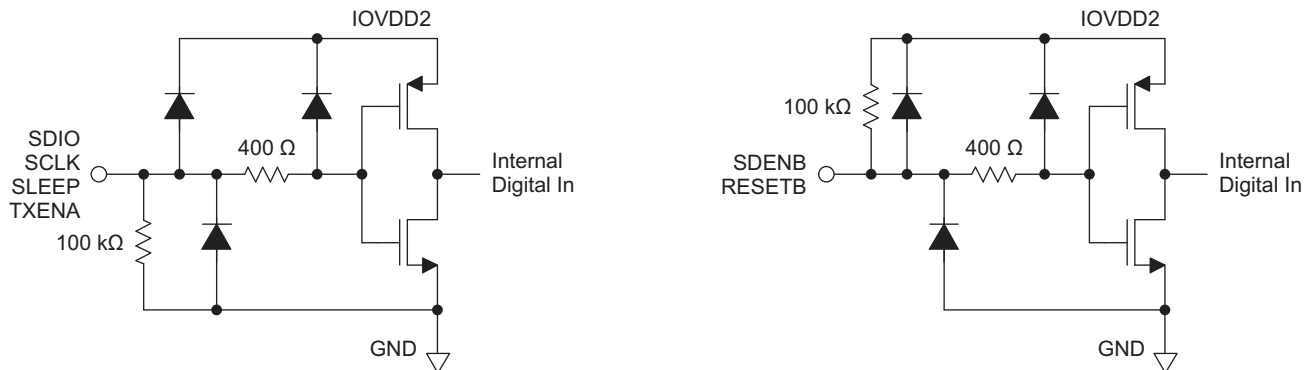 IOVDD2
SDIO
SCLK
SLEEP
TXENA
400 Ω
100 kΩ
Internal
Digital In
GND
IOVDD2
100 kΩ
400 Ω
SDENB
RESETB
Internal
Digital In
GND